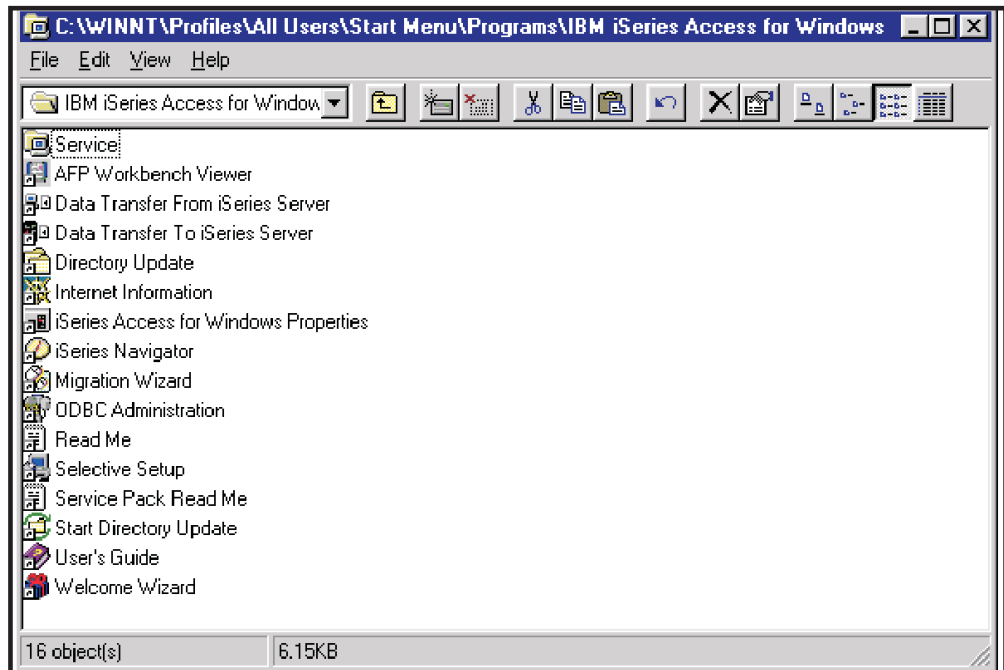 C:\WINNT\Profiles\All Users\Start Menu\Programs\IBM iSeries Access for Windows
File Edit View Help
IBM iSeries Access for Window
Service
AFP Workbench Viewer
Data Transfer From iSeries Server
Data Transfer To iSeries Server
Directory Update
Internet Information
iSeries Access for Windows Properties
iSeries Navigator
Migration Wizard
ODBC Administration
Read Me
Selective Setup
Service Pack Read Me
Start Directory Update
User's Guide
Welcome Wizard
16 object(s) 6.15KB